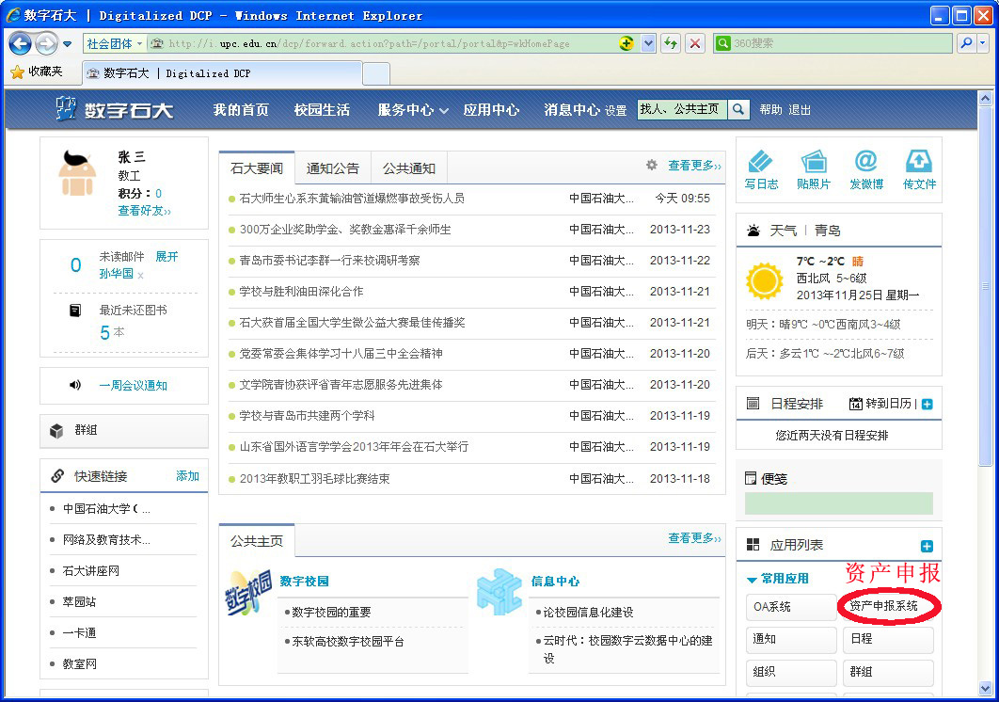 数字石大 | Digitalized DCP - Windows Internet Explorer
社会团体 http://i.upc.edu.cn/dcp/forward.action?path=/portal/portal&p=wkHomePage 360搜索
收藏夹 数字石大 | Digitalized DCP
数字石大 我的首页 校园生活 服务中心 应用中心 消息中心 设置 找人、公共主页 帮助 退出
张三
教工
积分：0
查看好友››
0 未读邮件 展开
孙华国 x
最近未还图书
5 本
一周会议通知
群组
快速链接 添加
中国石油大学（...
网络及教育技术...
石大讲座网
萃园站
一卡通
教室网
石大要闻 通知公告 公共通知 查看更多››
石大师生心系东黄输油管道爆燃事故受伤人员 中国石油大... 今天 09:55
300万企业奖助学金、奖教金惠泽千余师生 中国石油大... 2013-11-23
青岛市委书记李群一行来校调研考察 中国石油大... 2013-11-22
学校与胜利油田深化合作 中国石油大... 2013-11-21
石大获首届全国大学生微公益大赛最佳传播奖 中国石油大... 2013-11-21
党委常委会集体学习十八届三中全会精神 中国石油大... 2013-11-20
文学院青协获评省青年志愿服务先进集体 中国石油大... 2013-11-20
学校与青岛市共建两个学科 中国石油大... 2013-11-19
山东省国外语言学学会2013年年会在石大举行 中国石油大... 2013-11-19
2013年教职工羽毛球比赛结束 中国石油大... 2013-11-18
公共主页 查看更多››
数字校园
数字校园
数字校园的重要
东软高校数字校园平台
信息中心
论校园信息化建设
云时代：校园数字云数据中心的建
设
写日志 贴照片 发微博 传文件
天气 | 青岛
7℃ ~2℃ 晴
西北风 5~6级
2013年11月25日 星期一
明天：晴9℃ ~0℃西南风3~4级
后天：多云1℃ ~-2℃北风6~7级
日程安排 14 转到日历 |
您近两天没有日程安排
便笺
应用列表
常用应用 资产申报
OA系统 资产申报系统
通知 日程
组织 群组